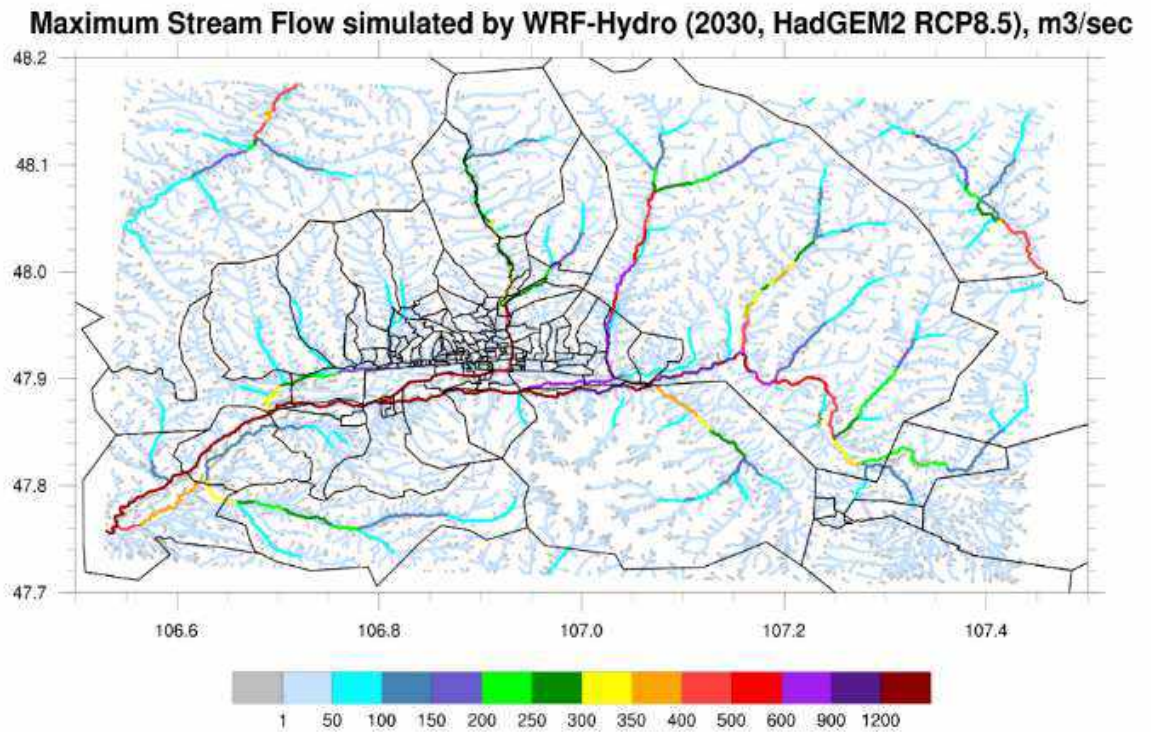 Maximum Stream Flow simulated by WRF-Hydro (2030, HadGEM2 RCP8.5), m3/sec
48.2
48.1
48.0
47.9
47.8
47.7
106.6 106.8 107.0 107.2 107.4
1 50 100 150 200 250 300 350 400 500 600 900 1200